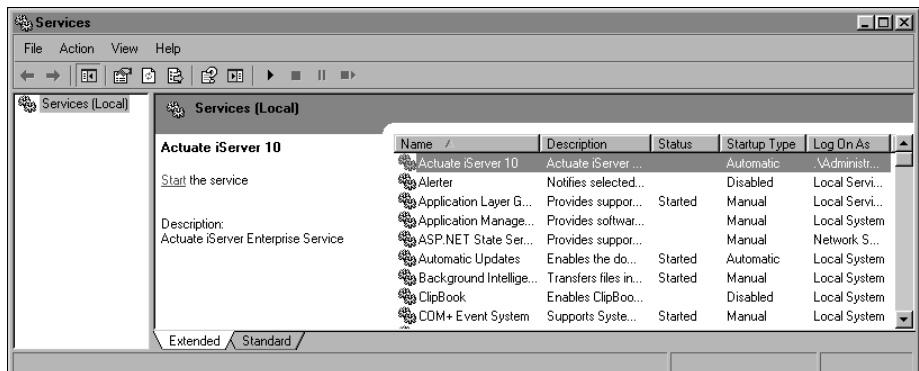 Services
File Action View Help
Services (Local)
Services (Local)
Actuate iServer 10
Start the service
Description:
Actuate iServer Enterprise Service
Name Description Status Startup Type Log On As
Actuate iServer 10 Actuate iServer ... Automatic .\Administr...
Alerter Notifies selected... Disabled Local Servi...
Application Layer G... Provides suppor... Started Manual Local Servi...
Application Manage... Provides softwar... Manual Local System
ASP.NET State Ser... Provides suppor... Manual Network S...
Automatic Updates Enables the do... Started Automatic Local System
Background Intellige... Transfers files in... Started Manual Local System
ClipBook Enables ClipBoo... Disabled Local System
COM+ Event System Supports Syste... Started Manual Local System
Extended Standard